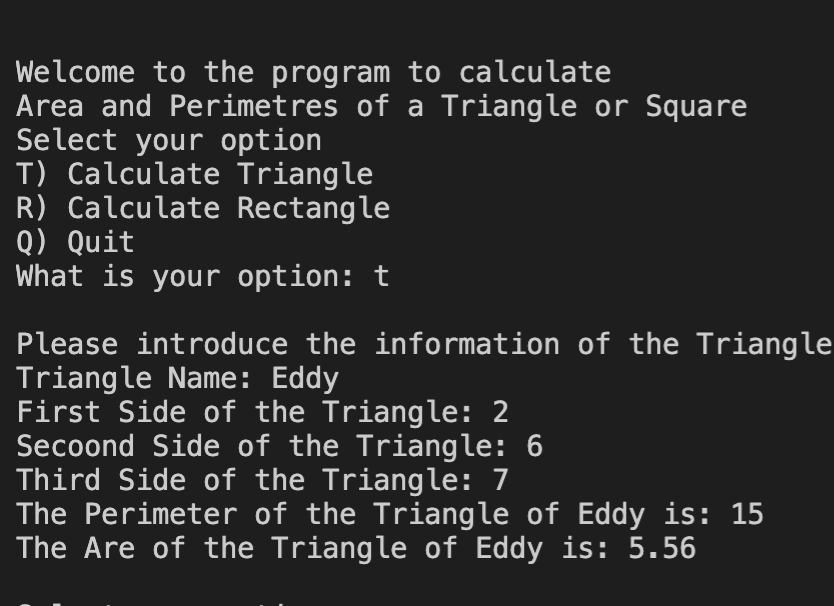 Welcome to the program to calculate
Area and Perimetres of a Triangle or Square
Select your option
T) Calculate Triangle
R) Calculate Rectangle
Q) Quit
What is your option: t
Please introduce the information of the Triangle
Triangle Name: Eddy
First Side of the Triangle: 2
Secoond Side of the Triangle: 6
Third Side of the Triangle: 7
The Perimeter of the Triangle of Eddy is: 15
The Are of the Triangle of Eddy is: 5.56